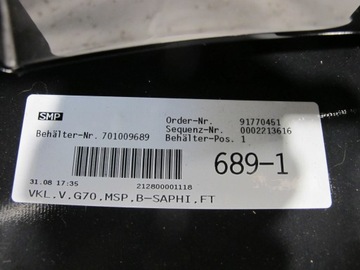 SMP
Order-Nr. 91770451
Sequenz-Nr. 0002213616
Behälter-Nr. 701009689 Behälter-Pos. 1
689-1
31.08 17:35 212800001118
VKL.V.G70.MSP.B-SAPHI.FT